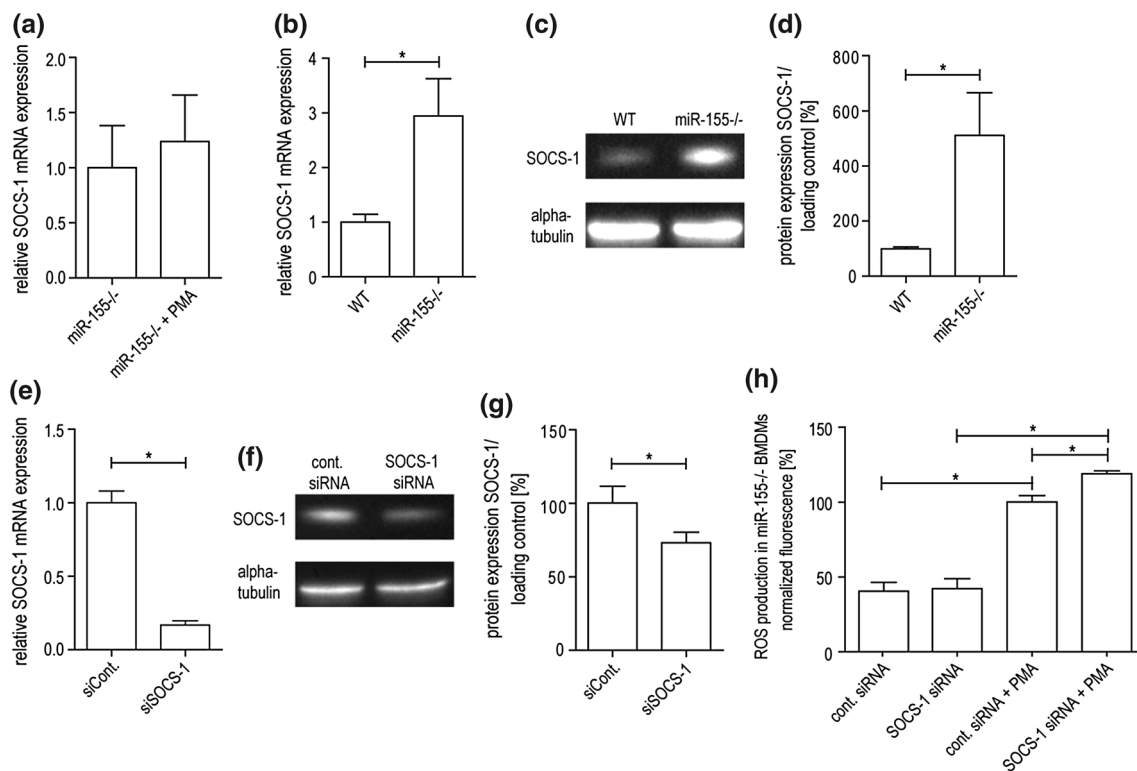 (a)
relative SOCS-1 mRNA expression
2.0
1.5
1.0
0.5
0.0
miR-155-/-
miR-155-/- + PMA
(b)
relative SOCS-1 mRNA expression
4
3
2
1
0
*
WT
miR-155-/-
(c)
WT miR-155-/-
SOCS-1
alpha-
tubulin
(d)
protein expression SOCS-1/
loading control [%]
800
600
400
200
0
*
WT
miR-155-/-
(e)
relative SOCS-1 mRNA expression
1.5
1.0
0.5
0.0
*
siCont.
siSOCS-1
(f)
cont. SOCS-1
siRNA siRNA
SOCS-1
alpha-
tubulin
(g)
protein expression SOCS-1/
loading control [%]
150
100
50
0
*
siCont.
siSOCS-1
(h)
ROS production in miR-155-/- BMDMs
normalized fluorescence [%]
150
100
50
0
*
*
*
cont. siRNA
SOCS-1 siRNA
cont. siRNA + PMA
SOCS-1 siRNA + PMA